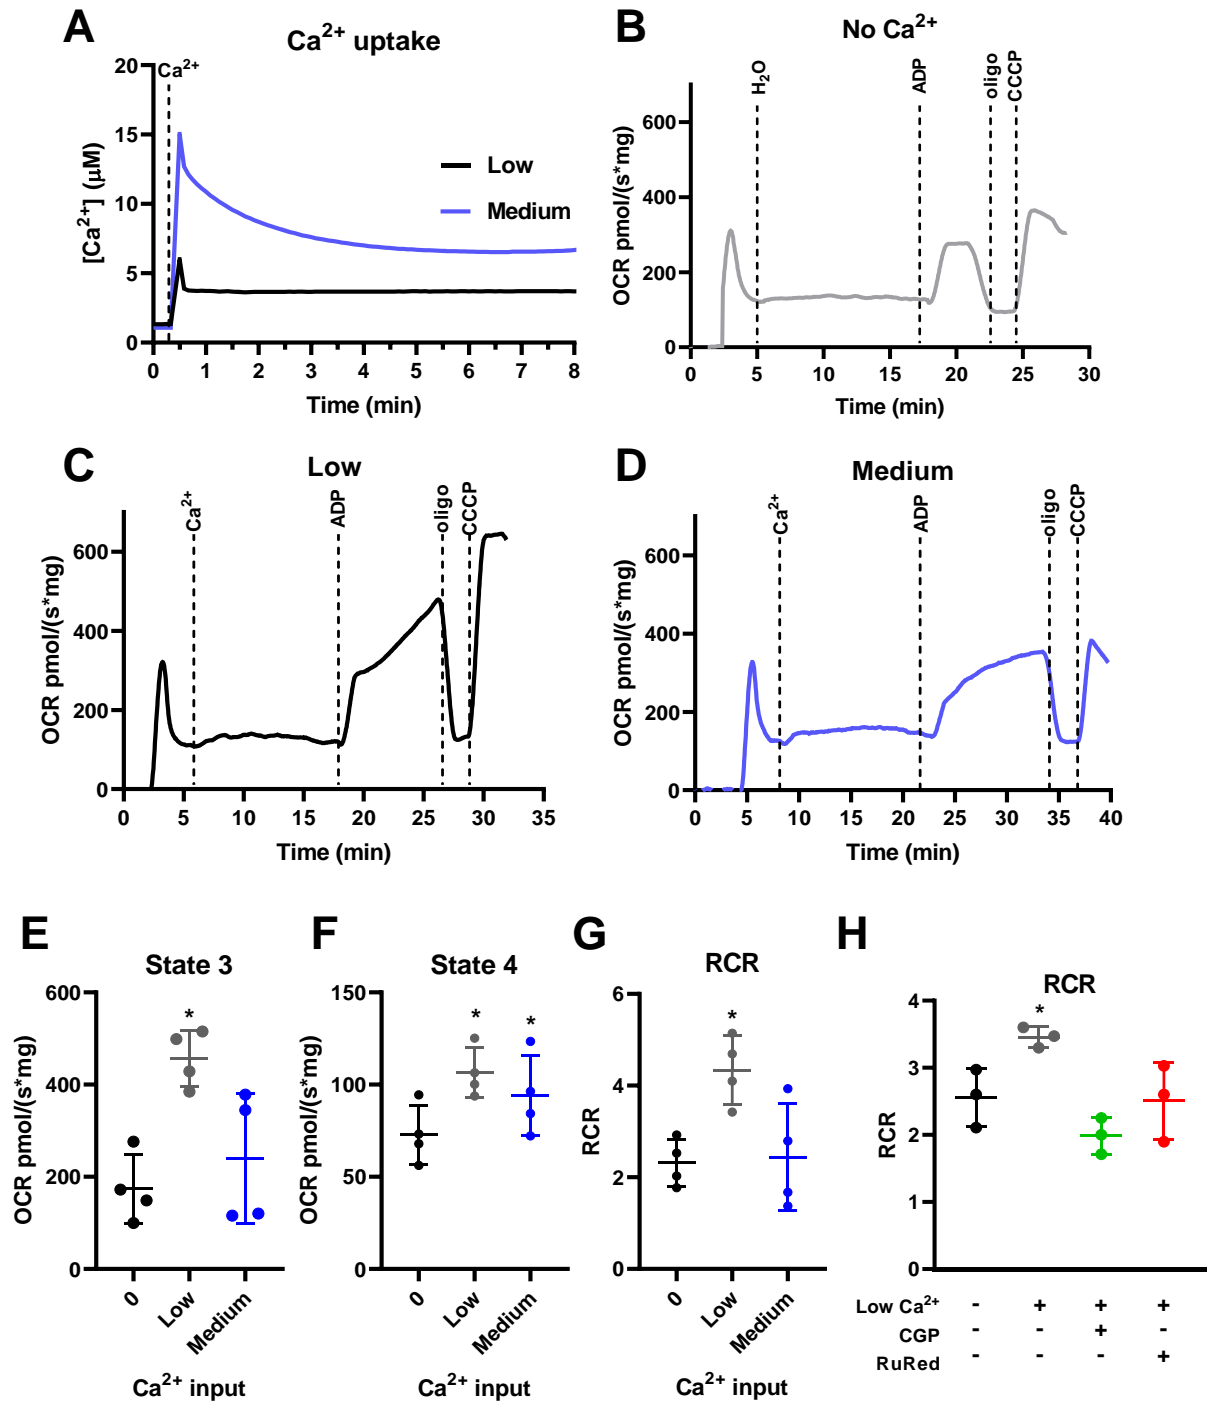 A
Ca²⁺ uptake
Ca²⁺
20
15
10
5
0
[Ca²⁺] (μM)
Low
Medium
0 1 2 3 4 5 6 7 8
Time (min)
B
No Ca²⁺
H₂O
ADP
oligo
CCCP
600
400
200
0
OCR pmol/(s*mg)
0 5 10 15 20 25 30
Time (min)
C
Low
Ca²⁺
ADP
oligo
CCCP
600
400
200
0
OCR pmol/(s*mg)
0 5 10 15 20 25 30 35
Time (min)
D
Medium
Ca²⁺
ADP
oligo
CCCP
600
400
200
0
OCR pmol/(s*mg)
0 5 10 15 20 25 30 35 40
Time (min)
E
State 3
600
400
200
0
OCR pmol/(s*mg)
*
0 Low Medium
Ca²⁺ input
F
State 4
150
100
50
0
OCR pmol/(s*mg)
* *
0 Low Medium
Ca²⁺ input
G
RCR
6
4
2
0
RCR
*
0 Low Medium
Ca²⁺ input
H
RCR
4
3
2
1
0
RCR
*
Low Ca²⁺ - + + +
CGP - - + -
RuRed - - - +